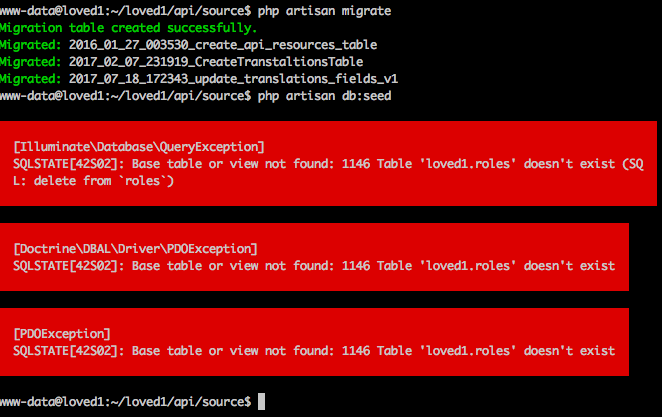 www-data@loved1:~/loved1/api/source$ php artisan migrate
Migration table created successfully.
Migrated: 2016_01_27_003530_create_api_resources_table
Migrated: 2017_02_07_231919_CreateTranstaltionsTable
Migrated: 2017_07_18_172343_update_translations_fields_v1
www-data@loved1:~/loved1/api/source$ php artisan db:seed
[Illuminate\Database\QueryException]
SQLSTATE[42S02]: Base table or view not found: 1146 Table 'loved1.roles' doesn't exist (SQ
L: delete from `roles`)
[Doctrine\DBAL\Driver\PDOException]
SQLSTATE[42S02]: Base table or view not found: 1146 Table 'loved1.roles' doesn't exist
[PDOException]
SQLSTATE[42S02]: Base table or view not found: 1146 Table 'loved1.roles' doesn't exist
www-data@loved1:~/loved1/api/source$